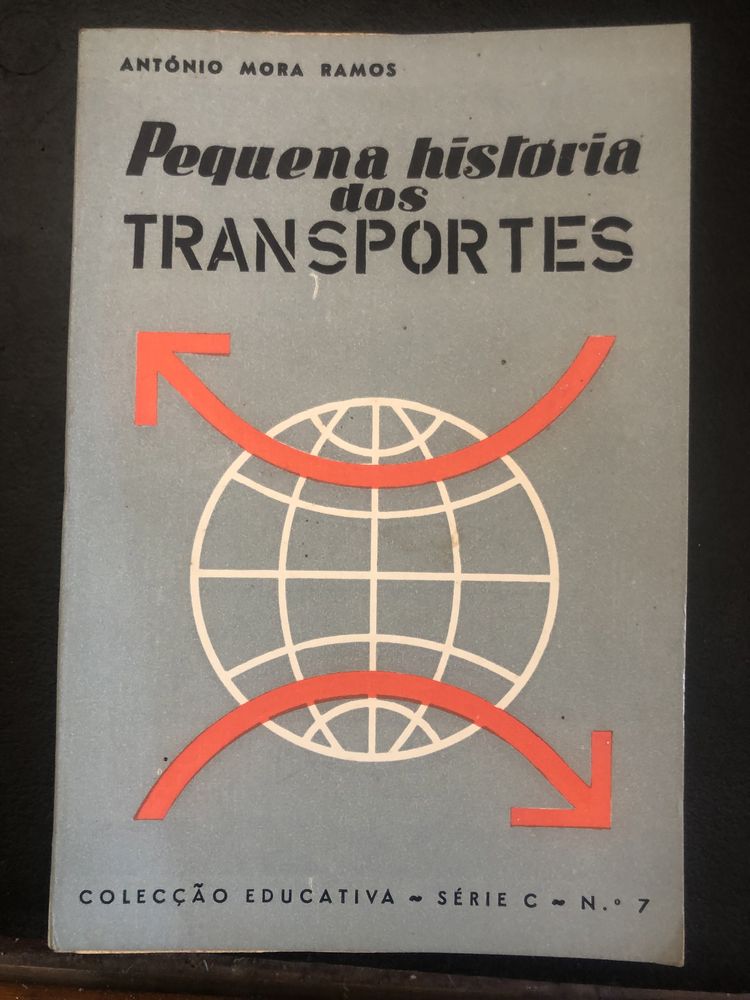 ANTÓNIO MORA RAMOS
Pequena história
dos
TRANSPORTES
COLECÇÃO EDUCATIVA ~ SÉRIE C ~ N.º 7